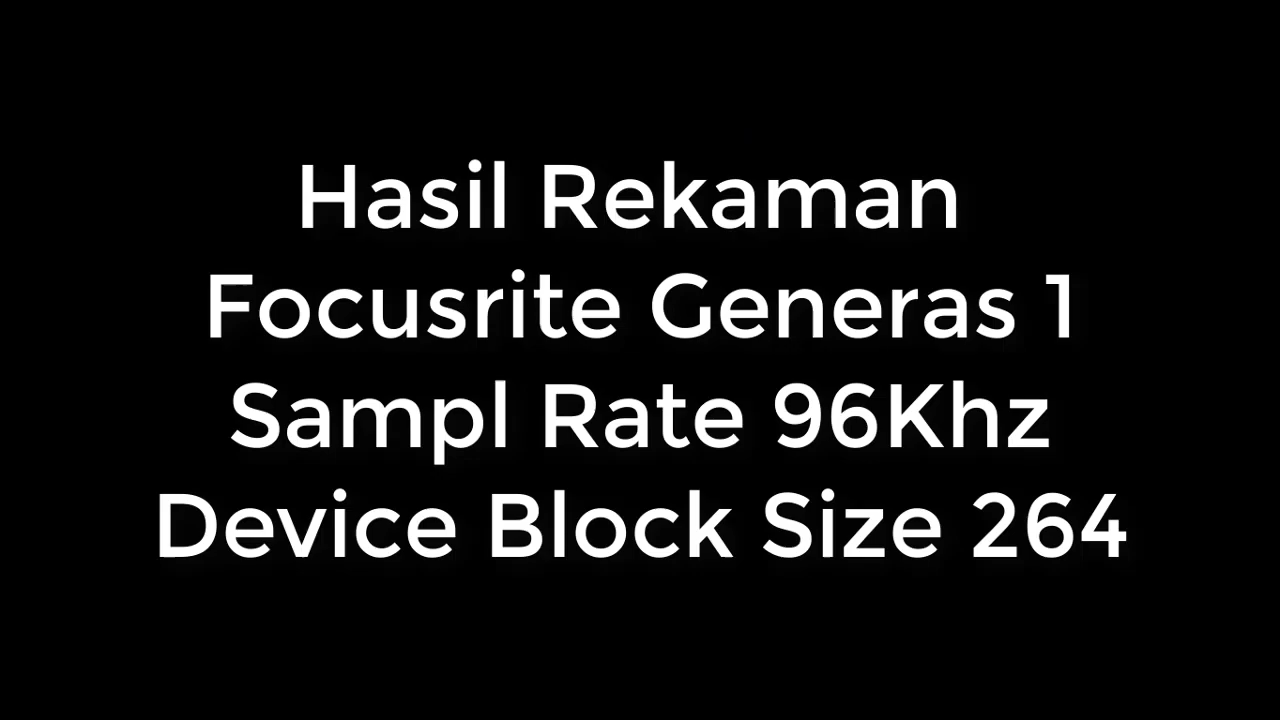 Hasil Rekaman
Focusrite Generas 1
Sampl Rate 96Khz
Device Block Size 264